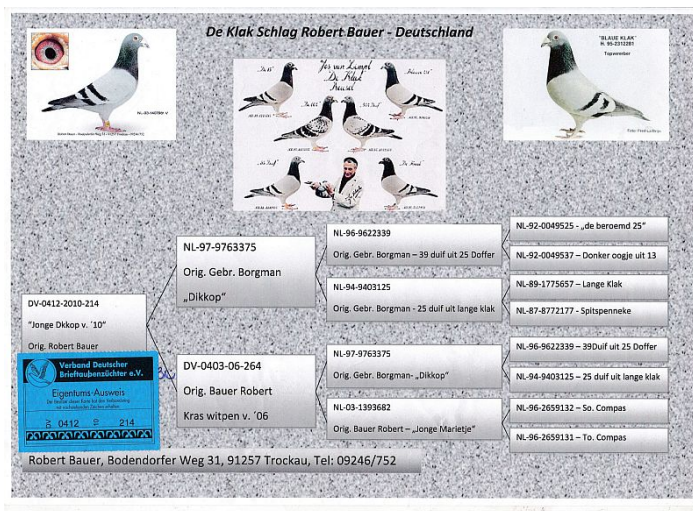 De Klak Schlag Robert Bauer - Deutschland
"BLAUE KLAK"
H. 95-2312281
Topvererber
Jos van Limpt
"De Klak"
Reusel
NL-97-9763375
Orig. Gebr. Borgman
„Dikkop"
NL-96-9622339
Orig. Gebr. Borgman – 39 duif uit 25 Doffer
NL-94-9403125
Orig. Gebr. Borgman - 25 duif uit lange klak
NL-92-0049525 - „de beroemd 25"
NL-92-0049537 – Donker oogje uit 13
NL-89-1775657 – Lange Klak
NL-87-8772177 - Spitspenneke
DV-0412-2010-214
"Jonge Dkkop v. ´10"
Orig. Robert Bauer
DV-0403-06-264
Orig. Bauer Robert
Kras witpen v. ´06
NL-97-9763375
Orig. Gebr. Borgman- „Dikkop"
NL-03-1393682
Orig. Bauer Robert – „Jonge Marietje"
NL-96-9622339 – 39Duif uit 25 Doffer
NL-94-9403125 – 25 duif uit lange klak
NL-96-2659132 – So. Compas
NL-96-2659131 – To. Compas
Verband Deutscher
Brieftaubenzüchter e.V.
Eigentums-Ausweis
0412
214
Robert Bauer, Bodendorfer Weg 31, 91257 Trockau, Tel: 09246/752